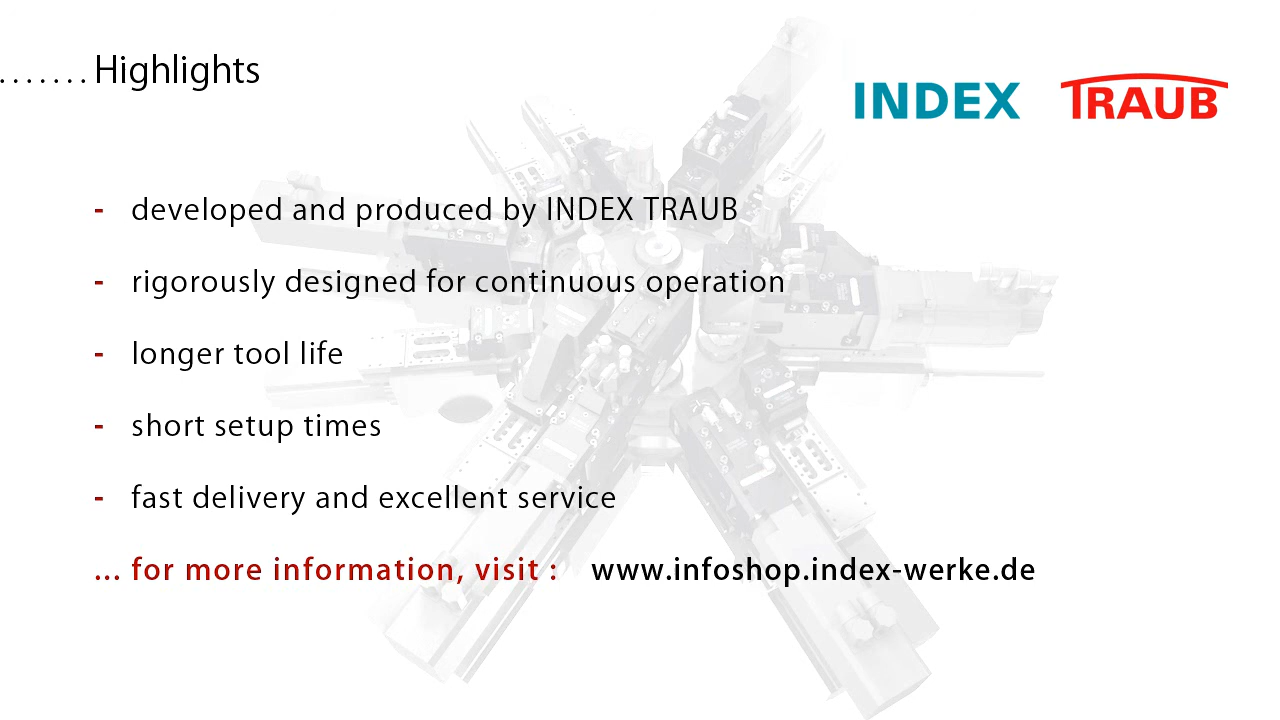 .......Highlights
INDEX TRAUB
- developed and produced by INDEX TRAUB
- rigorously designed for continuous operation
- longer tool life
- short setup times
- fast delivery and excellent service
... for more information, visit : www.infoshop.index-werke.de